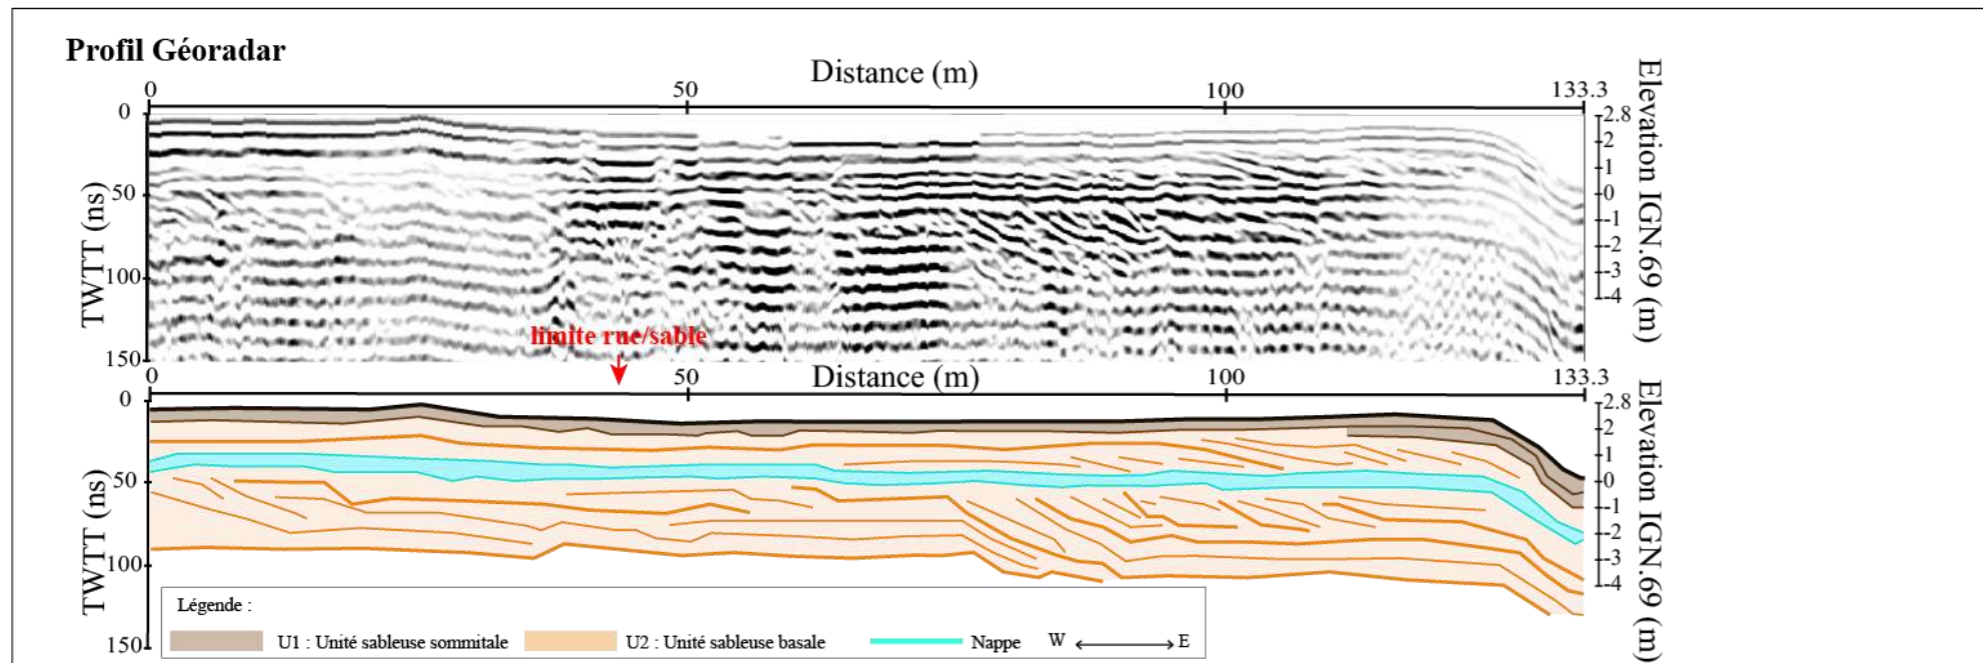 Profil Géoradar
Distance (m)
0 50 100 133.3
TWTT (ns)
0
50
100
150
Elevation IGN.69 (m)
2.8
2
1
0
-1
-2
-3
-4
limite rue/sable
0 50 Distance (m) 100 133.3
TWTT (ns)
0
50
100
150
Elevation IGN.69 (m)
2.8
2
1
0
-1
-2
-3
-4
Légende :
U1 : Unité sableuse sommitale U2 : Unité sableuse basale Nappe W E